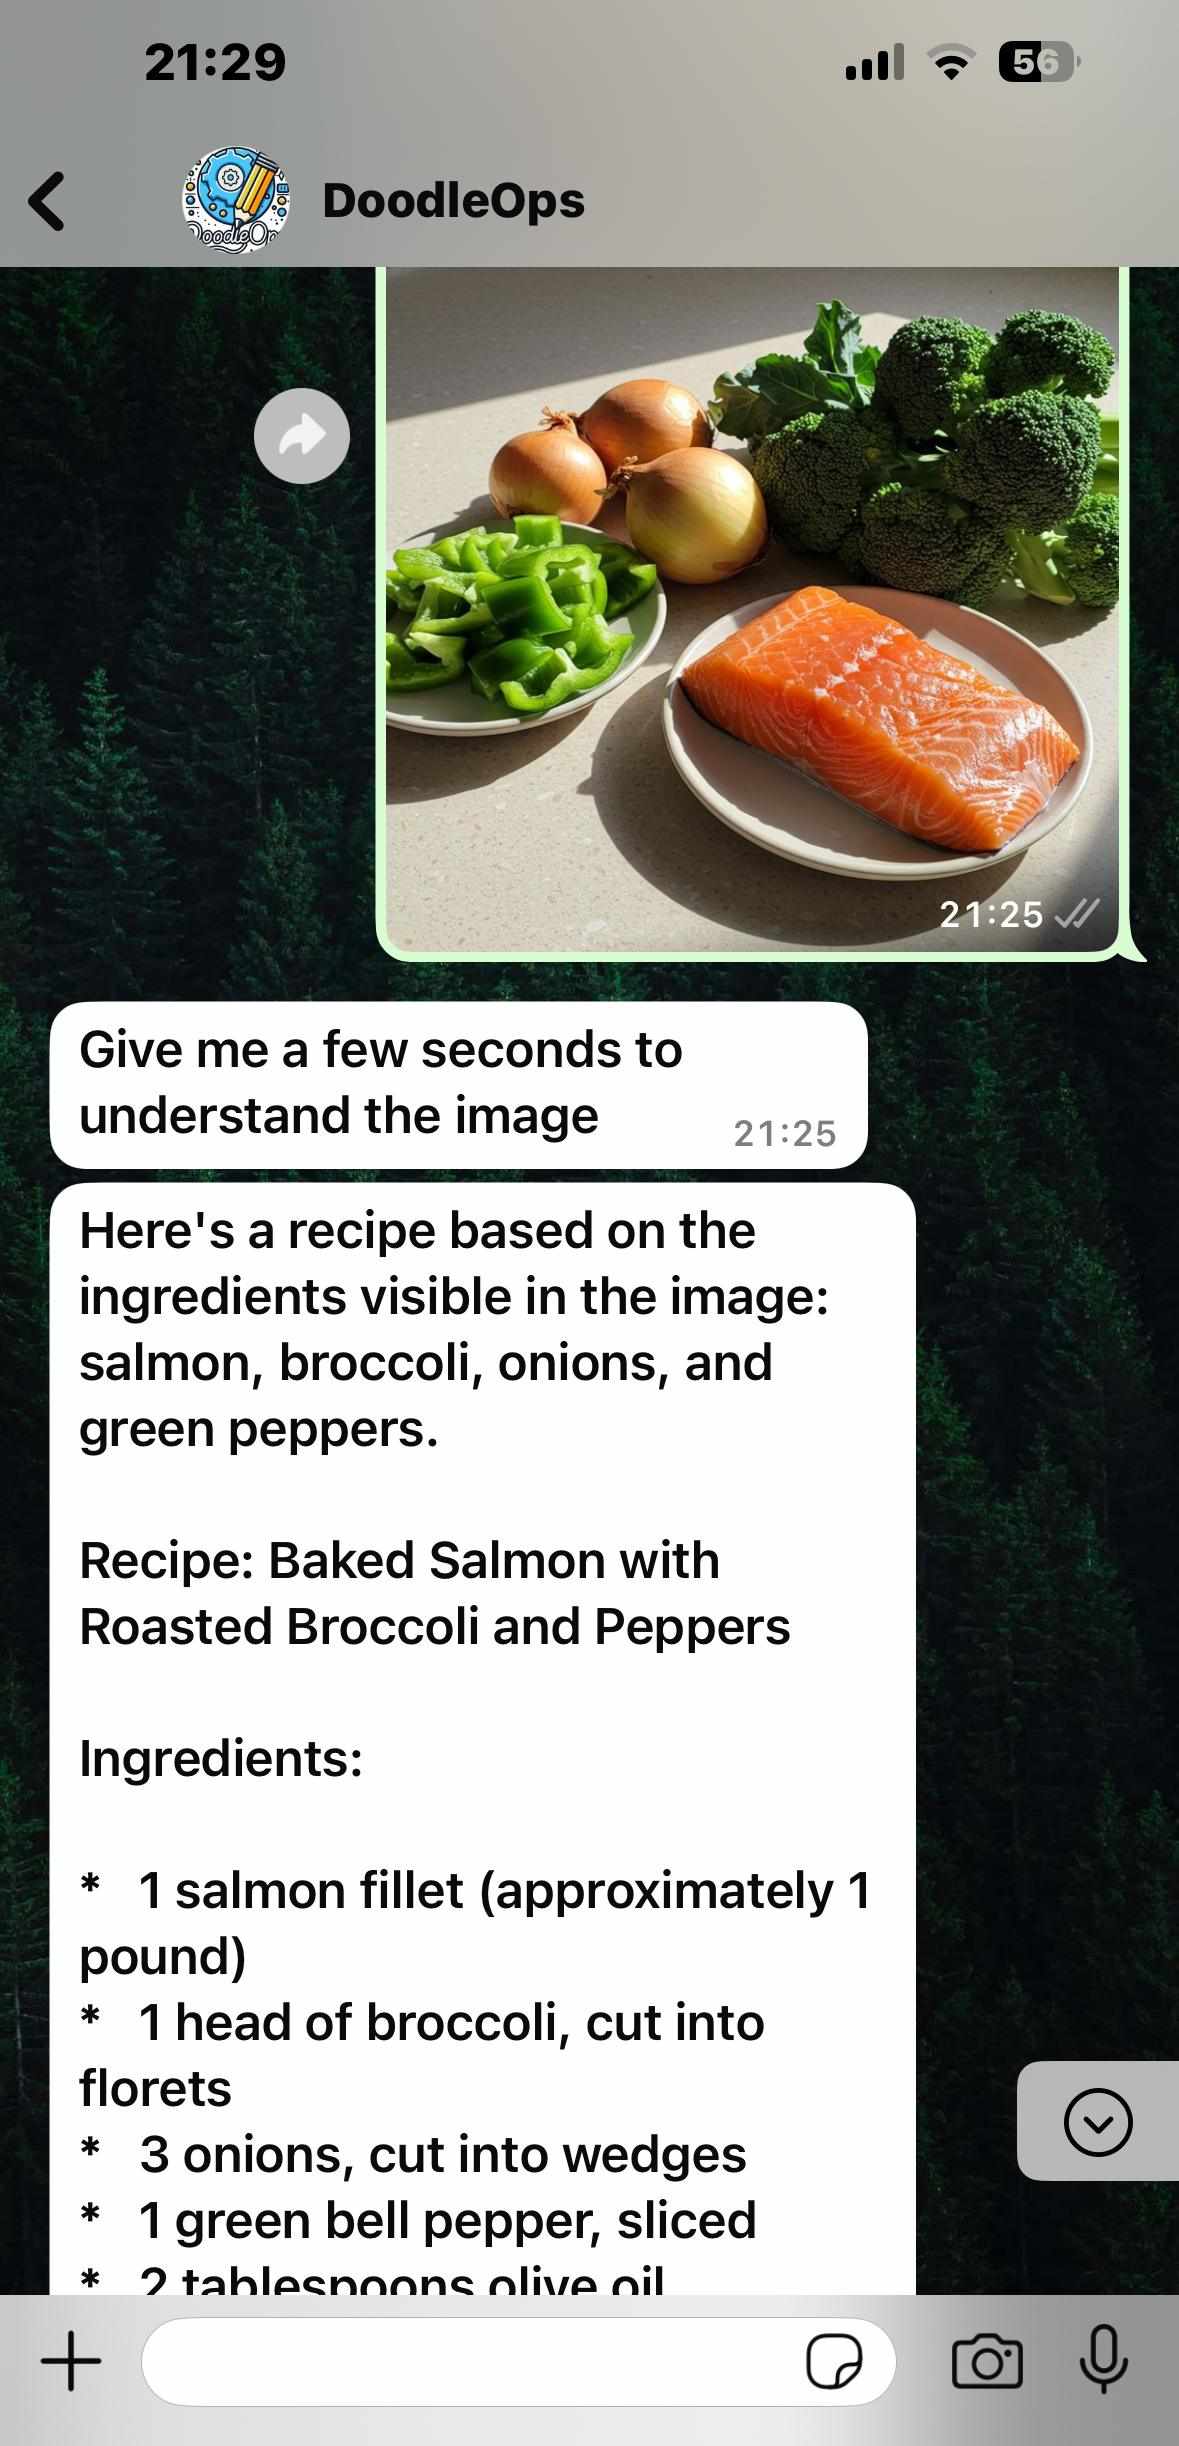 21:29
56
DoodleOps
21:25
Give me a few seconds to
understand the image
21:25
Here's a recipe based on the
ingredients visible in the image:
salmon, broccoli, onions, and
green peppers.
Recipe: Baked Salmon with
Roasted Broccoli and Peppers
Ingredients:
* 1 salmon fillet (approximately 1
pound)
* 1 head of broccoli, cut into
florets
* 3 onions, cut into wedges
* 1 green bell pepper, sliced
* 2 tablespoons olive oil